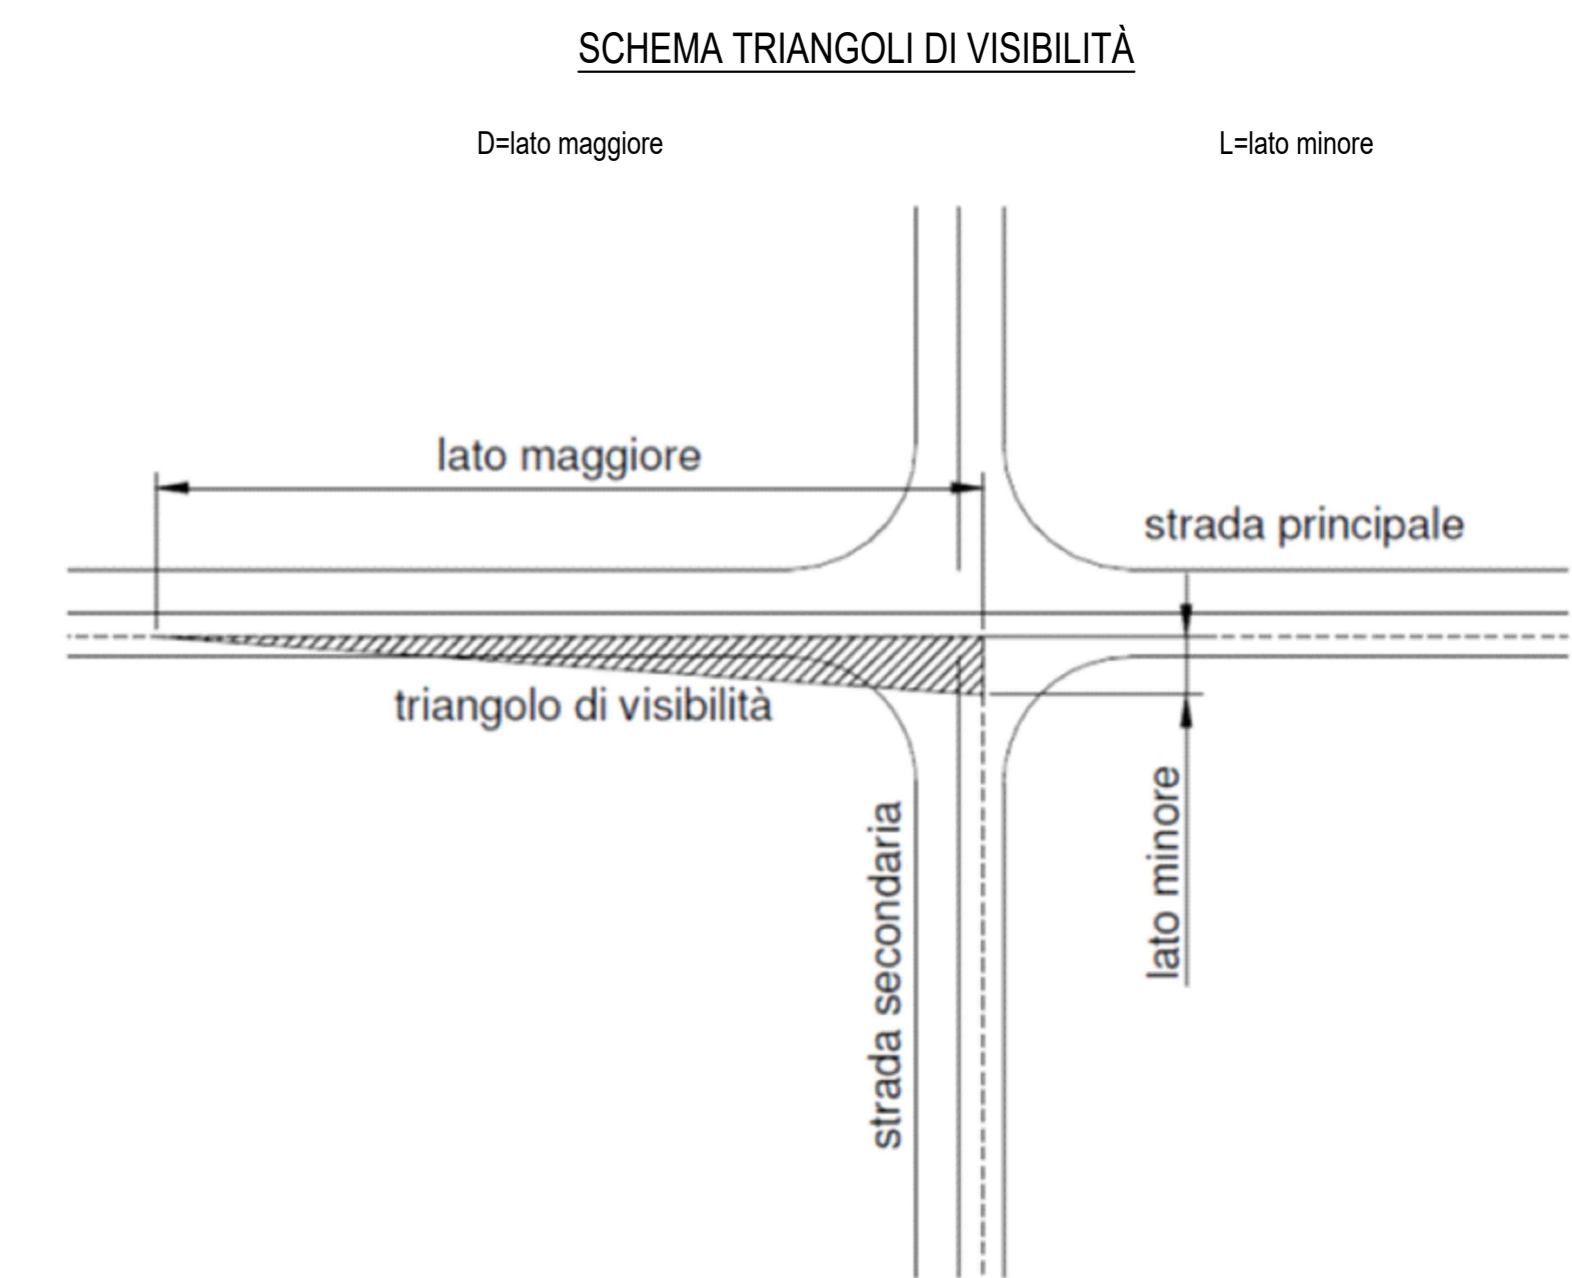 SCHEMA TRIANGOLI DI VISIBILITÀ
D=lato maggiore
L=lato minore
lato maggiore
strada principale
triangolo di visibilità
strada secondaria
lato minore